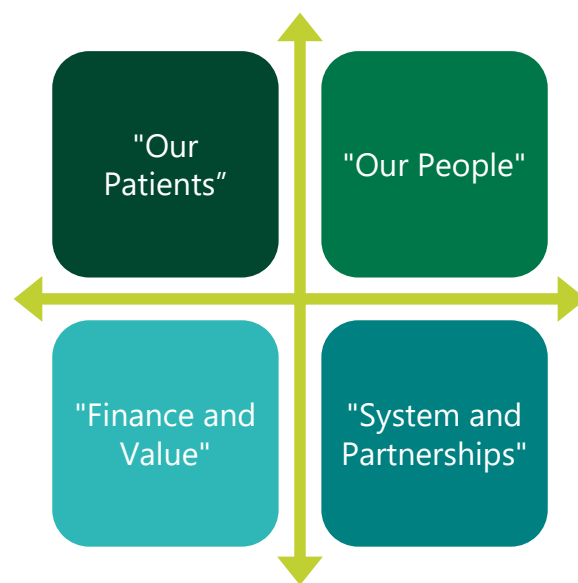 "Our
Patients”
"Our People"
"Finance and
Value"
"System and
Partnerships"